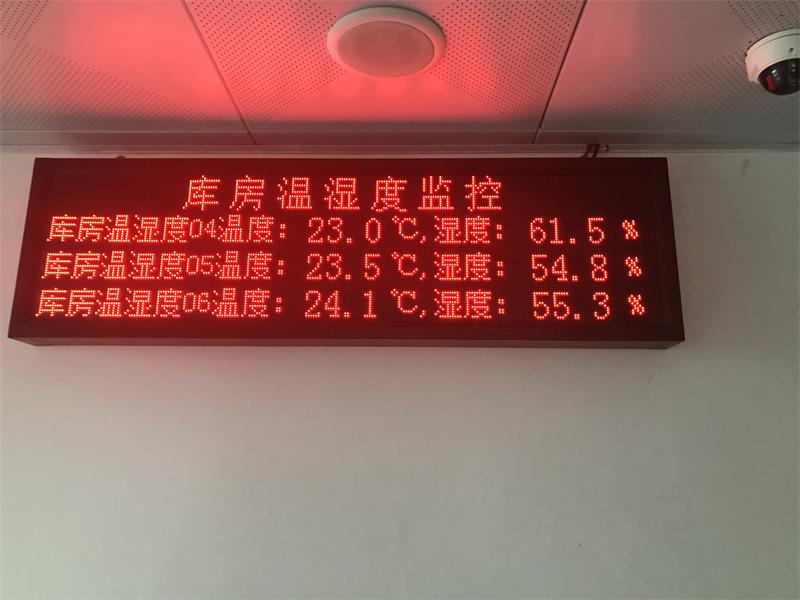 库房温湿度监控
库房温湿度04温度: 23.0℃,湿度: 61.5 %
库房温湿度05温度: 23.5℃,湿度: 54.8 %
库房温湿度06温度: 24.1℃,湿度: 55.3 %